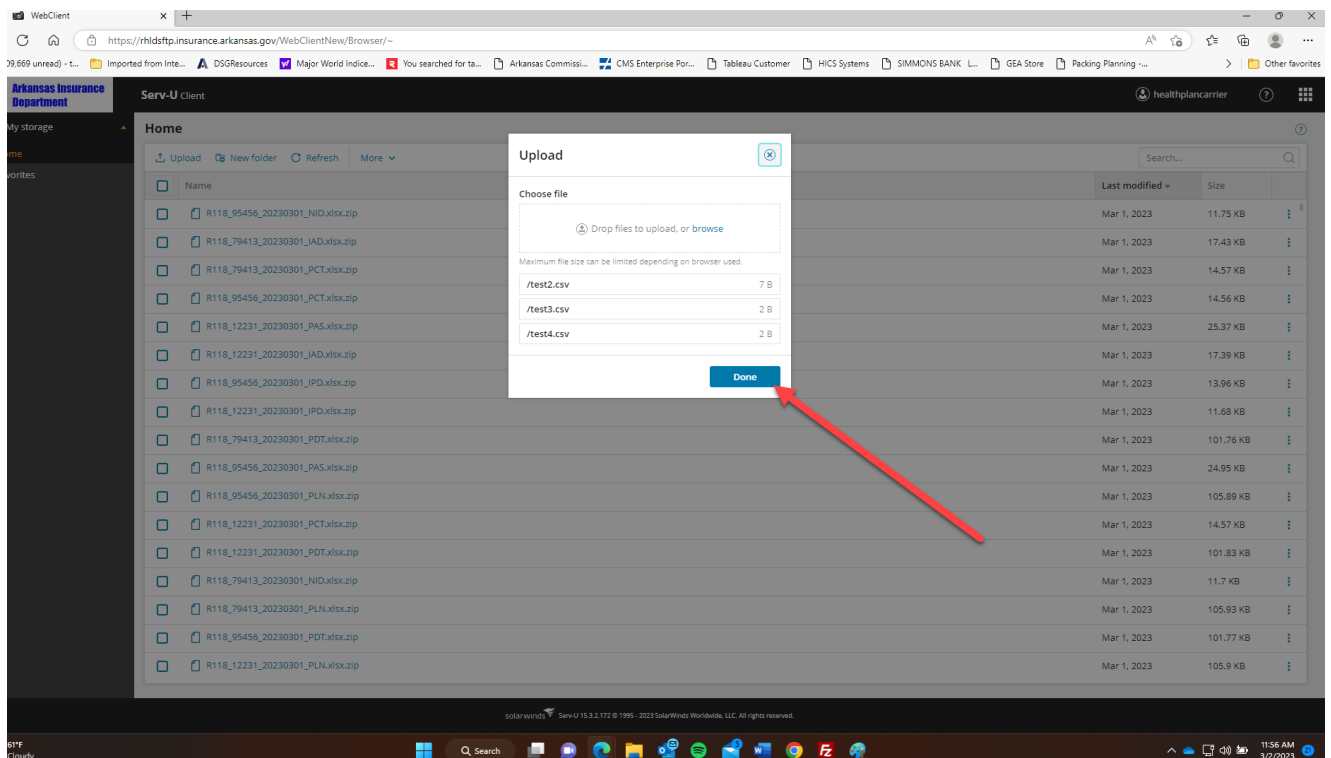 WebClient
https://rhldsftp.insurance.arkansas.gov/WebClientNew/Browser/~
09,669 unread) - t... Imported from Inte... DSGResources Major World Indice... You searched for ta... Arkansas Commissi... CMS Enterprise Por... Tableau Customer HICS Systems SIMMONS BANK L... GEA Store Packing Planning -... Other favorites
Arkansas Insurance
Department
Serv-U Client
healthplancarrier
My storage
Home
ome
vorites
Upload New folder Refresh More
Search...
Name Last modified Size
R118_95456_20230301_NID.xlsx.zip Mar 1, 2023 11.75 KB
R118_79413_20230301_IAD.xlsx.zip Mar 1, 2023 17.43 KB
R118_79413_20230301_PCT.xlsx.zip Mar 1, 2023 14.57 KB
R118_95456_20230301_PCT.xlsx.zip Mar 1, 2023 14.56 KB
R118_12231_20230301_PAS.xlsx.zip Mar 1, 2023 25.37 KB
R118_12231_20230301_IAD.xlsx.zip Mar 1, 2023 17.39 KB
R118_95456_20230301_IPD.xlsx.zip Mar 1, 2023 13.96 KB
R118_12231_20230301_IPD.xlsx.zip Mar 1, 2023 11.68 KB
R118_79413_20230301_PDT.xlsx.zip Mar 1, 2023 101.76 KB
R118_95456_20230301_PAS.xlsx.zip Mar 1, 2023 24.95 KB
R118_95456_20230301_PLN.xlsx.zip Mar 1, 2023 105.89 KB
R118_12231_20230301_PCT.xlsx.zip Mar 1, 2023 14.57 KB
R118_12231_20230301_PDT.xlsx.zip Mar 1, 2023 101.83 KB
R118_79413_20230301_NID.xlsx.zip Mar 1, 2023 11.7 KB
R118_79413_20230301_PLN.xlsx.zip Mar 1, 2023 105.93 KB
R118_95456_20230301_PDT.xlsx.zip Mar 1, 2023 101.77 KB
R118_12231_20230301_PLN.xlsx.zip Mar 1, 2023 105.9 KB
Upload
Choose file
Drop files to upload, or browse
Maximum file size can be limited depending on browser used.
/test2.csv 7 B
/test3.csv 2 B
/test4.csv 2 B
Done
solarwinds Serv-U 15.3.2.172 © 1995 - 2023 SolarWinds Worldwide, LLC. All rights reserved.
61°F
Cloudy
Search
11:56 AM
3/2/2023